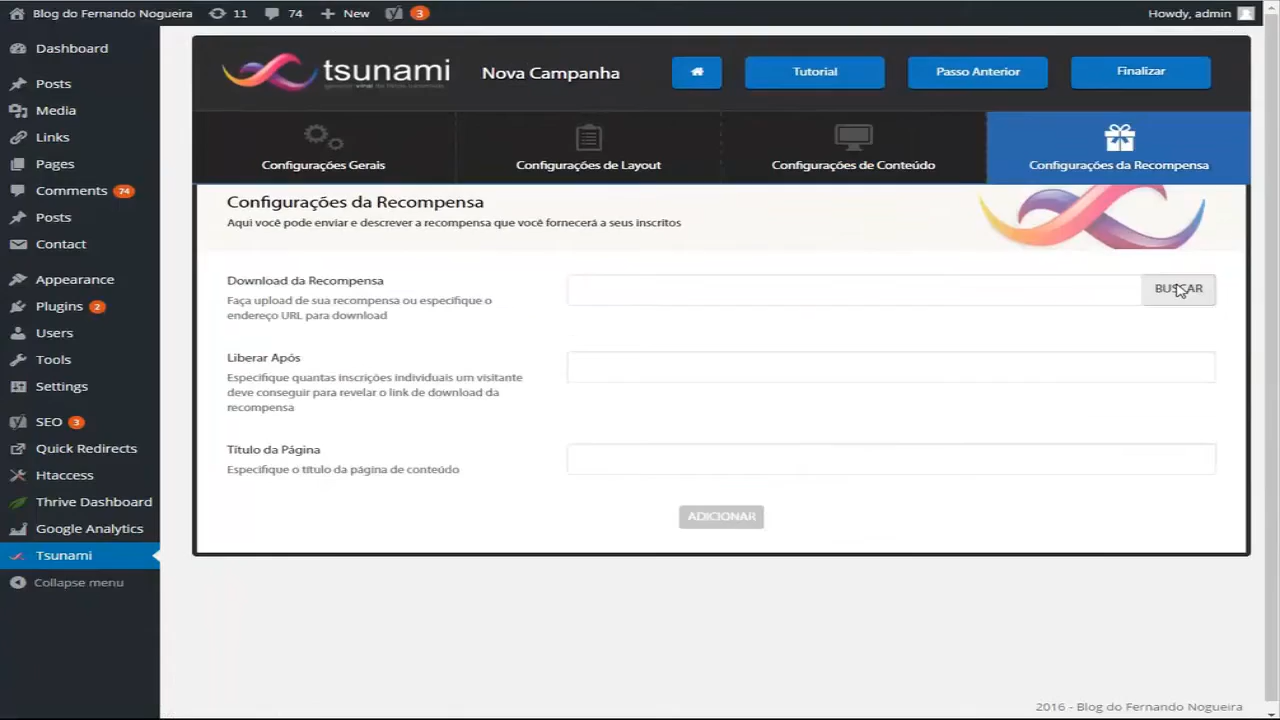 Blog do Fernando Nogueira 11 74 New 3 Howdy, admin
Dashboard
Posts
Media
Links
Pages
Comments 74
Posts
Contact
Appearance
Plugins 2
Users
Tools
Settings
SEO 3
Quick Redirects
Htaccess
Thrive Dashboard
Google Analytics
Tsunami
Collapse menu
tsunami
Nova Campanha
Tutorial
Passo Anterior
Finalizar
Configurações Gerais
Configurações de Layout
Configurações de Conteúdo
Configurações da Recompensa
Configurações da Recompensa
Aqui você pode enviar e descrever a recompensa que você fornecerá a seus inscritos
Download da Recompensa
Faça upload de sua recompensa ou especifique o
endereço URL para download
BUSCAR
Liberar Após
Especifique quantas inscrições individuais um visitante
deve conseguir para revelar o link de download da
recompensa
Título da Página
Especifique o título da página de conteúdo
ADICIONAR
2016 - Blog do Fernando Nogueira